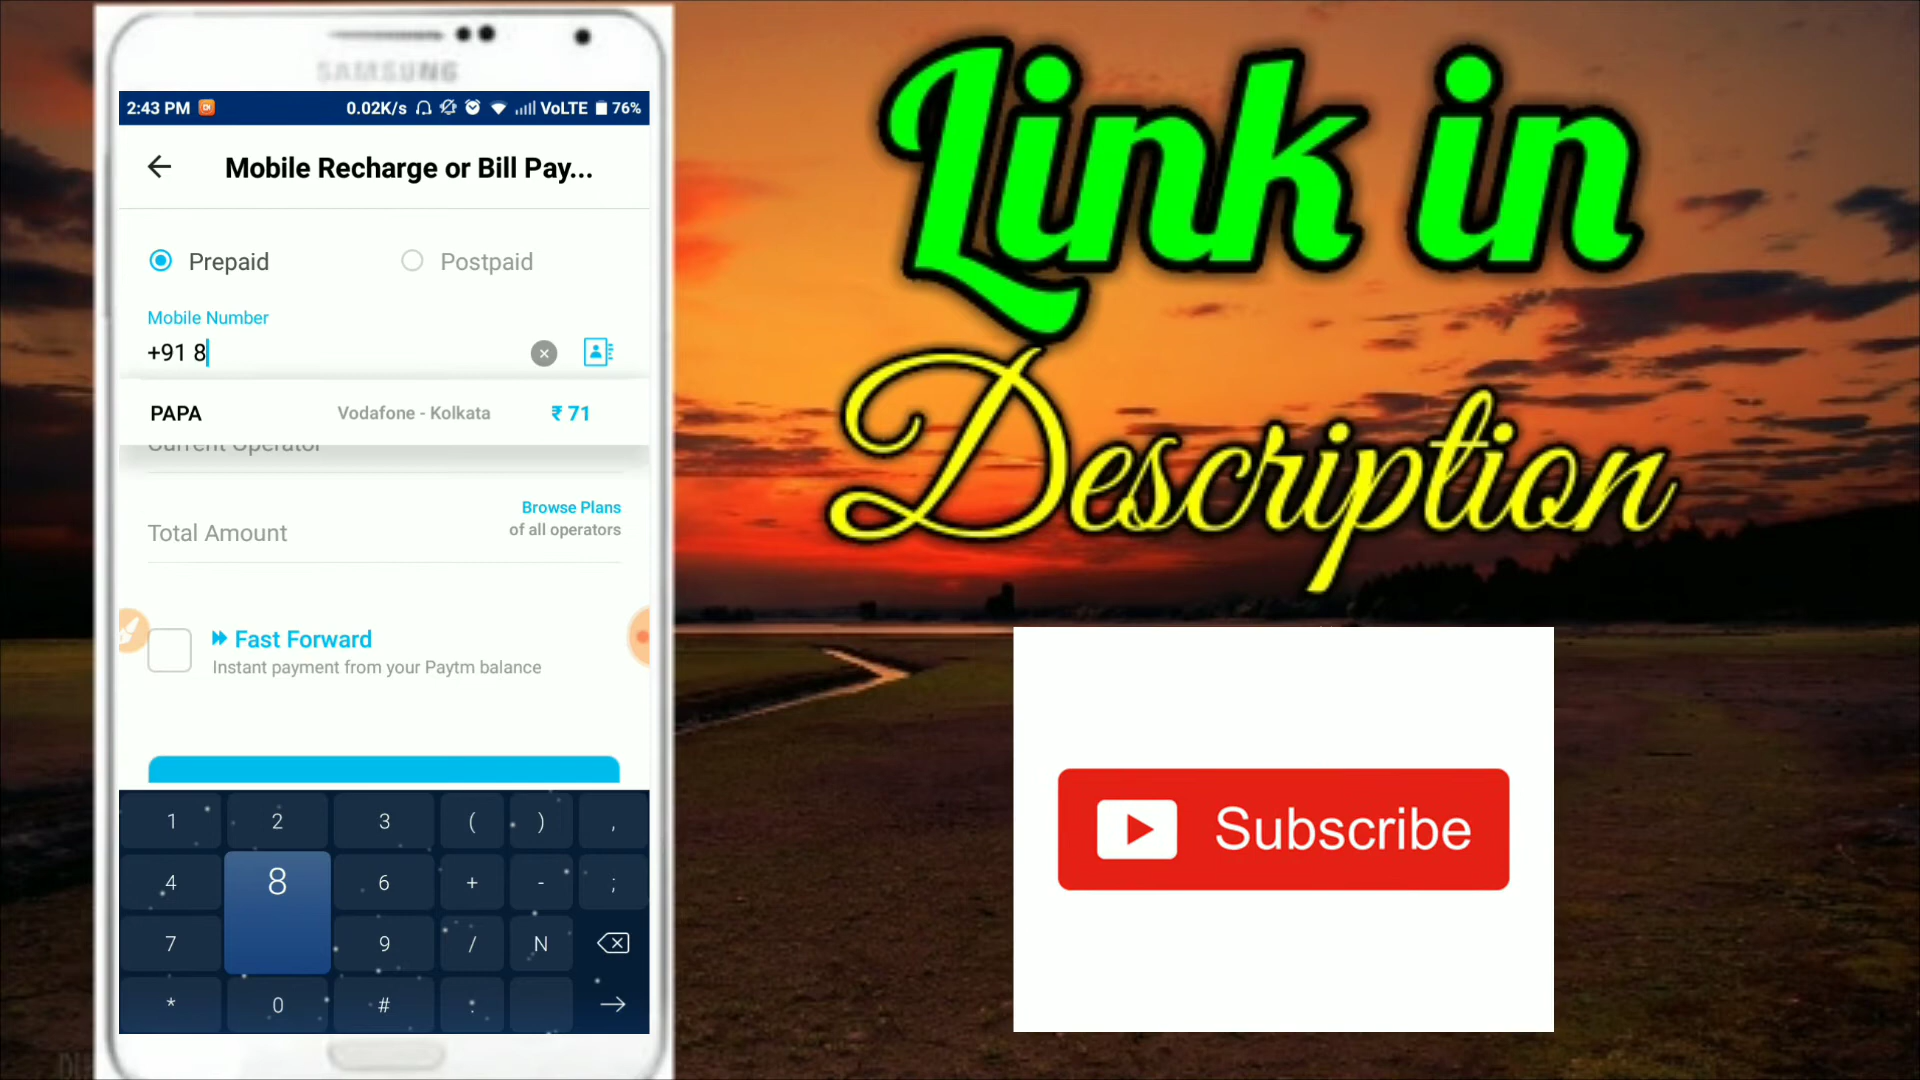 SAMSUNG
2:43 PM 0.02K/s VoLTE 76%
Mobile Recharge or Bill Pay...
Prepaid Postpaid
Mobile Number
+91 8
PAPA Vodafone - Kolkata ₹ 71
Current Operator
Browse Plans
Total Amount of all operators
Fast Forward
Instant payment from your Paytm balance
1 2 3 ( ) ,
4 8 6 + - ;
7 9 / N
* 0 # :
Link in
Description
Subscribe